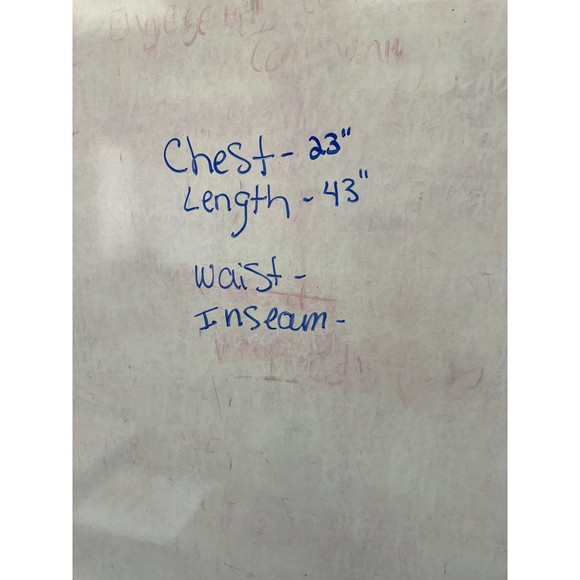 Chest - 23"
Length - 43"
Waist -
Inseam -